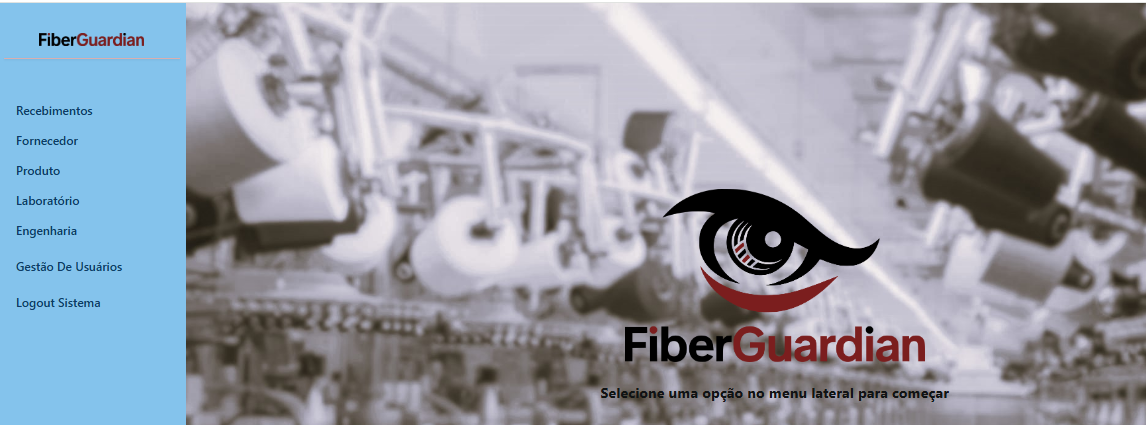 FiberGuardian
Recebimentos
Fornecedor
Produto
Laboratório
Engenharia
Gestão De Usuários
Logout Sistema
FiberGuardian
Selecione uma opção no menu lateral para começar